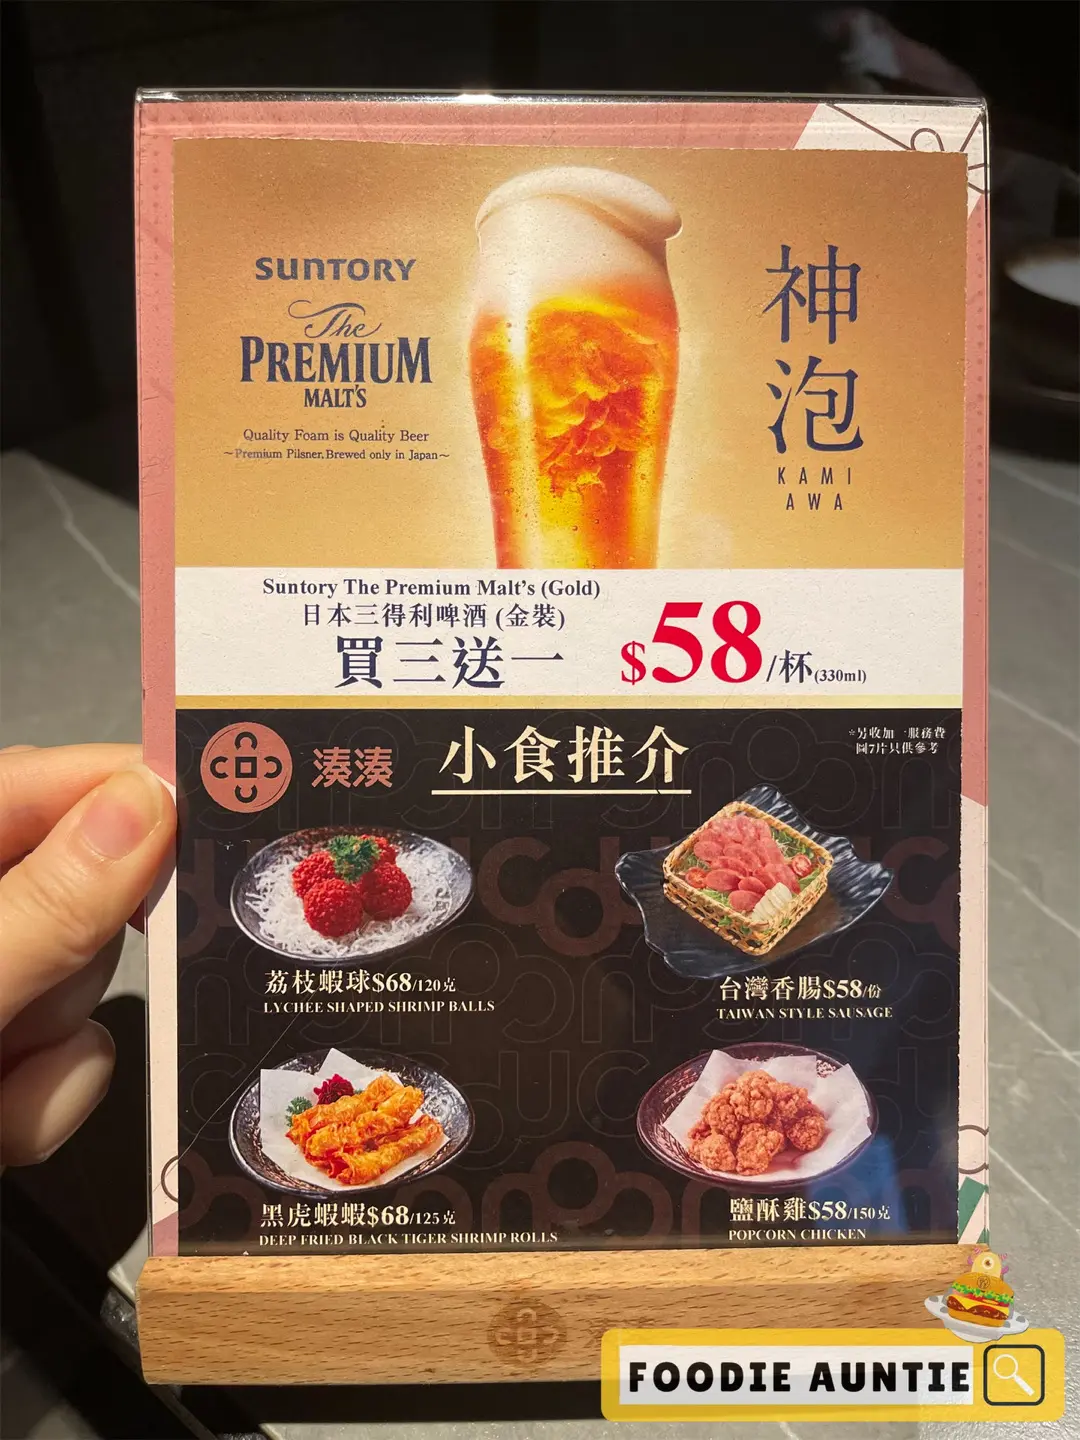 SUNTORY
The
PREMIUM
MALT'S
Quality Foam is Quality Beer
~Premium Pilsner, Brewed only in Japan~
神泡
KAMI
AWA
Suntory The Premium Malt's (Gold)
日本三得利啤酒 (金裝)
買三送一
$58/杯(330ml)
湊湊
小食推介
*另收加一服務費
圖片只供參考
荔枝蝦球$68/120克
LYCHEE SHAPED SHRIMP BALLS
台灣香腸$58/份
TAIWAN STYLE SAUSAGE
黑虎蝦蝦$68/125克
DEEP FRIED BLACK TIGER SHRIMP ROLLS
鹽酥雞$58/150克
POPCORN CHICKEN
FOODIE AUNTIE